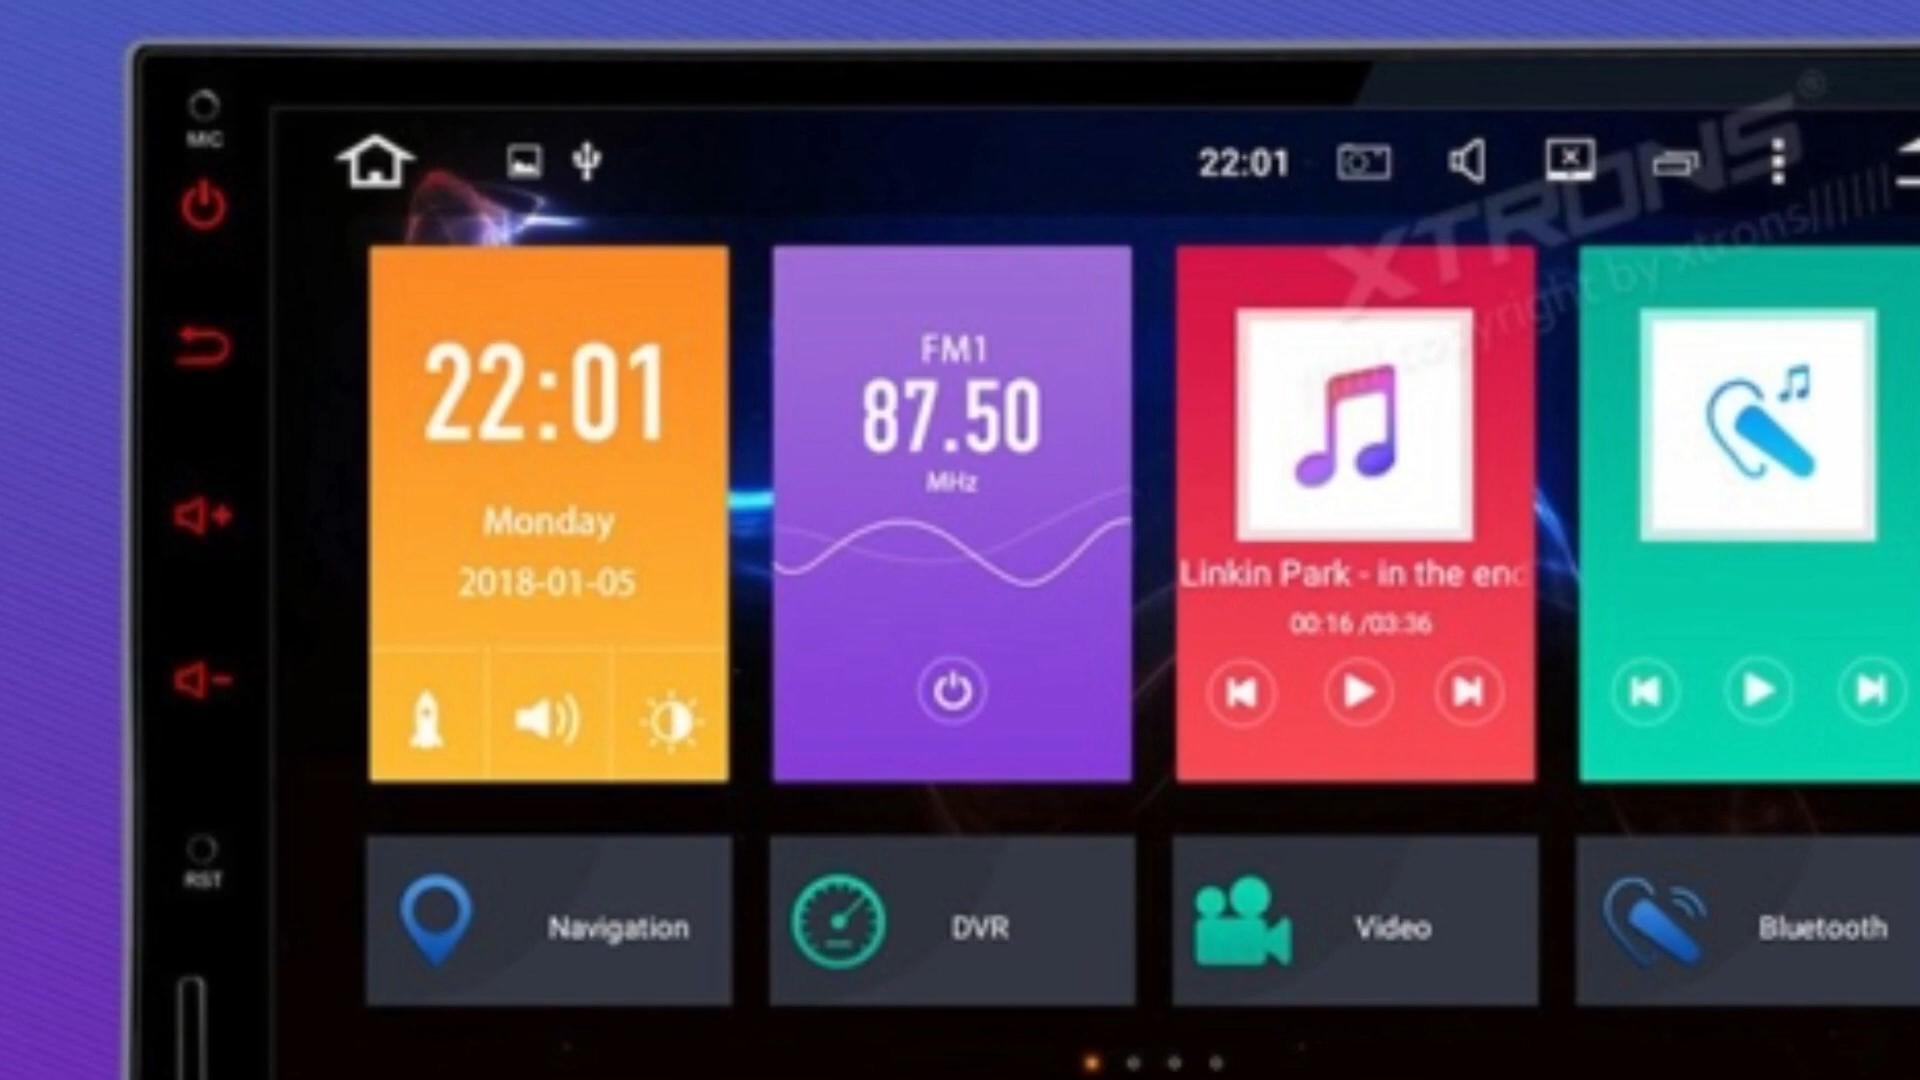 MIC
22:01
XTRONS®
copyright by xtrons
22:01
Monday
2018-01-05
FM1
87.50
MHz
Linkin Park - in the end
00:16 /03:36
RST
Navigation
DVR
Video
Bluetooth